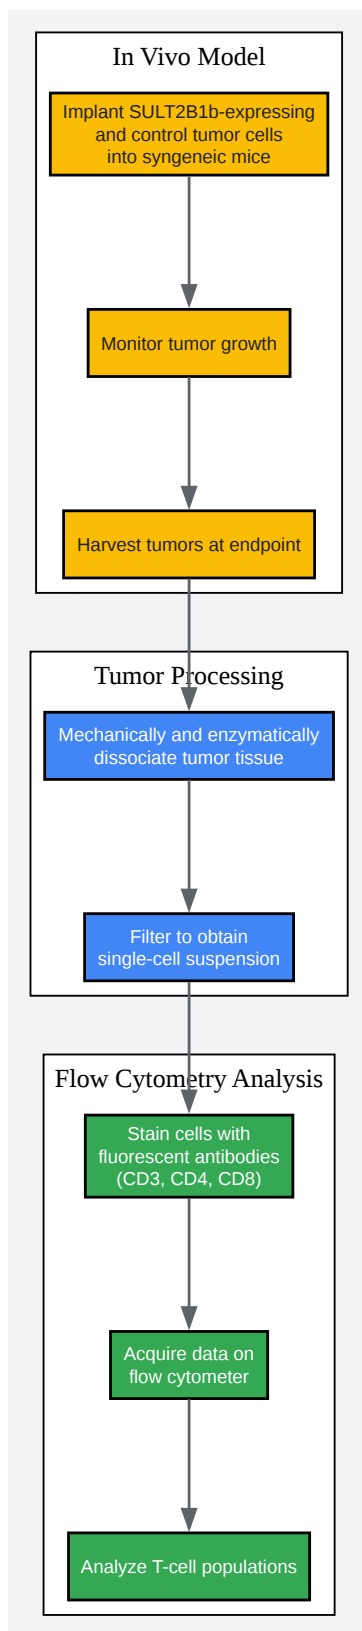 In Vivo Model
Implant SULT2B1b-expressing
and control tumor cells
into syngeneic mice
Monitor tumor growth
Harvest tumors at endpoint
Tumor Processing
Mechanically and enzymatically
dissociate tumor tissue
Filter to obtain
single-cell suspension
Flow Cytometry Analysis
Stain cells with
fluorescent antibodies
(CD3, CD4, CD8)
Acquire data on
flow cytometer
Analyze T-cell populations